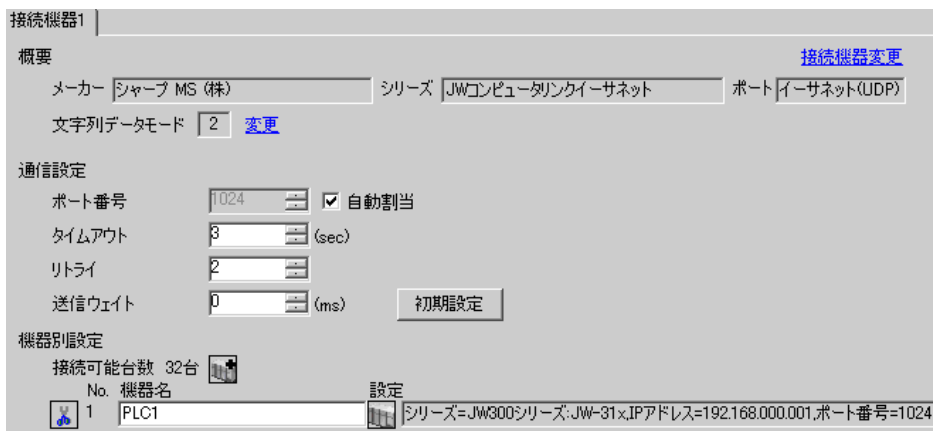 接続機器1
概要 接続機器変更
メーカー シャープ MS (株) シリーズ JWコンピュータリンクイーサネット ポート イーサネット(UDP)
文字列データモード 2 変更
通信設定
ポート番号 1024 自動割当
タイムアウト 3 (sec)
リトライ 2
送信ウェイト 0 (ms) 初期設定
機器別設定
接続可能台数 32台
No. 機器名 設定
1 PLC1 シリーズ=JW300シリーズ:JW-31x,IPアドレス=192.168.000.001,ポート番号=1024